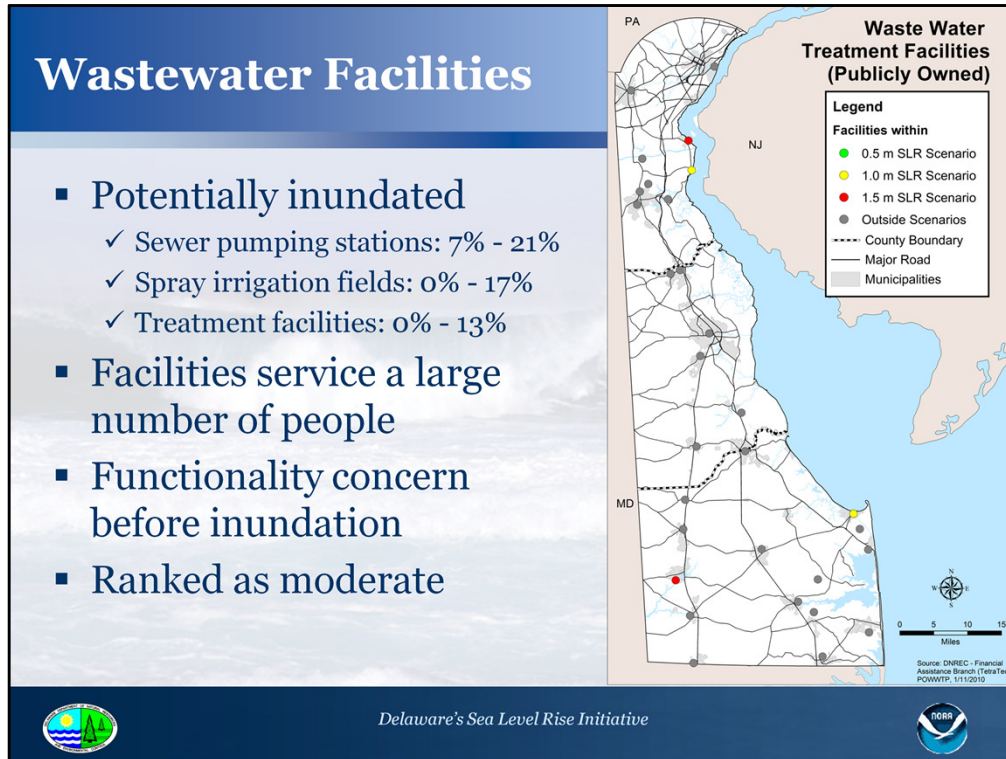 Wastewater Facilities
▪ Potentially inundated
✓ Sewer pumping stations: 7% - 21%
✓ Spray irrigation fields: 0% - 17%
✓ Treatment facilities: 0% - 13%
▪ Facilities service a large
number of people
▪ Functionality concern
before inundation
▪ Ranked as moderate
PA
NJ
MD
Waste Water
Treatment Facilities
(Publicly Owned)
Legend
Facilities within
0.5 m SLR Scenario
1.0 m SLR Scenario
1.5 m SLR Scenario
Outside Scenarios
County Boundary
Major Road
Municipalities
N
W E
S
0 5 10 15
Miles
Source: DNREC - Financial
Assistance Branch (TetraTec
POWWTP, 1/11/2010
Delaware's Sea Level Rise Initiative
NOAA